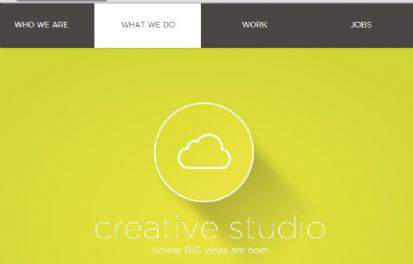 WHO WE ARE WHAT WE DO WORK JOBS
creative studio
Where BIG ideas are born